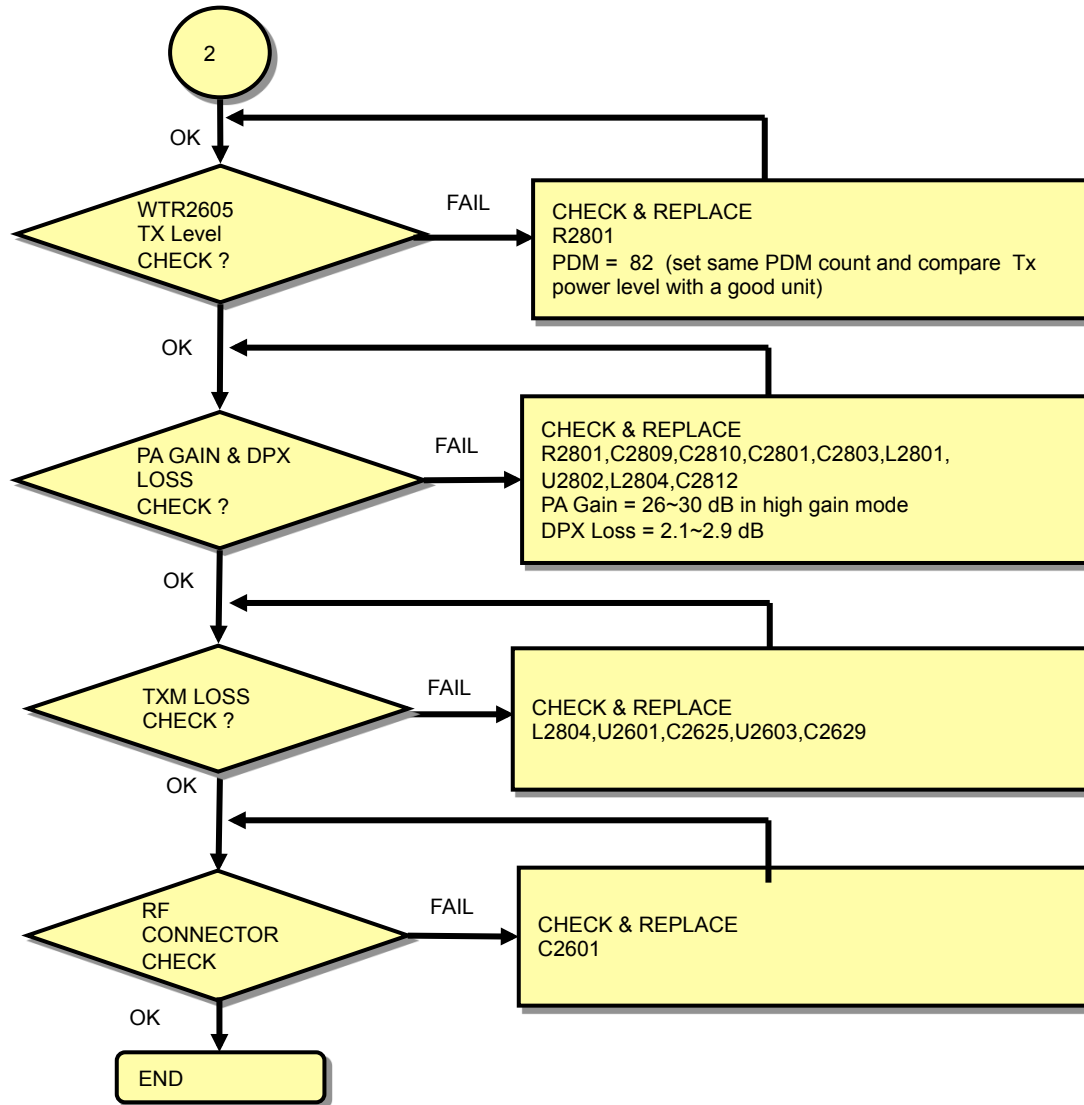 2
OK
WTR2605
TX Level
CHECK ?
FAIL
CHECK & REPLACE
R2801
PDM = 82 (set same PDM count and compare Tx
power level with a good unit)
OK
PA GAIN & DPX
LOSS
CHECK ?
FAIL
CHECK & REPLACE
R2801,C2809,C2810,C2801,C2803,L2801,
U2802,L2804,C2812
PA Gain = 26~30 dB in high gain mode
DPX Loss = 2.1~2.9 dB
OK
TXM LOSS
CHECK ?
FAIL
CHECK & REPLACE
L2804,U2601,C2625,U2603,C2629
OK
RF
CONNECTOR
CHECK
FAIL
CHECK & REPLACE
C2601
OK
END